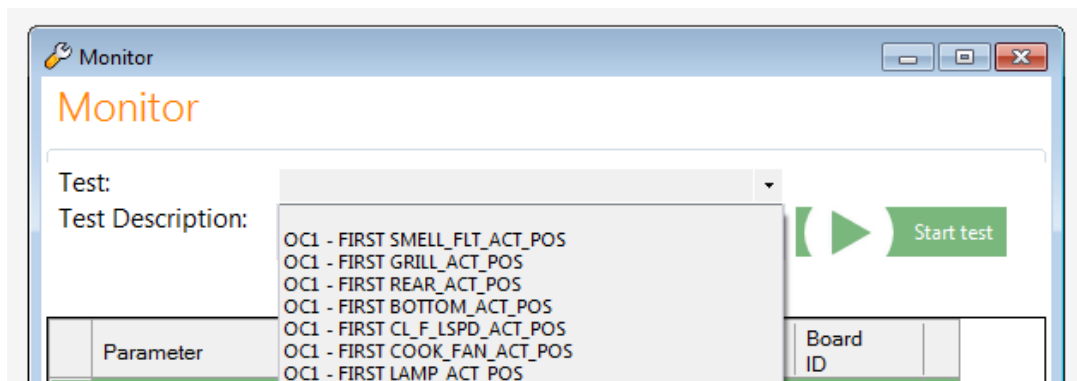 Monitor
Monitor
Test:
Test Description:
Start test
OC1 - FIRST SMELL_FLT_ACT_POS
OC1 - FIRST GRILL_ACT_POS
OC1 - FIRST REAR_ACT_POS
OC1 - FIRST BOTTOM_ACT_POS
OC1 - FIRST CL_F_LSPD_ACT_POS
OC1 - FIRST COOK_FAN_ACT_POS
OC1 - FIRST LAMP_ACT_POS
Parameter
Board
ID